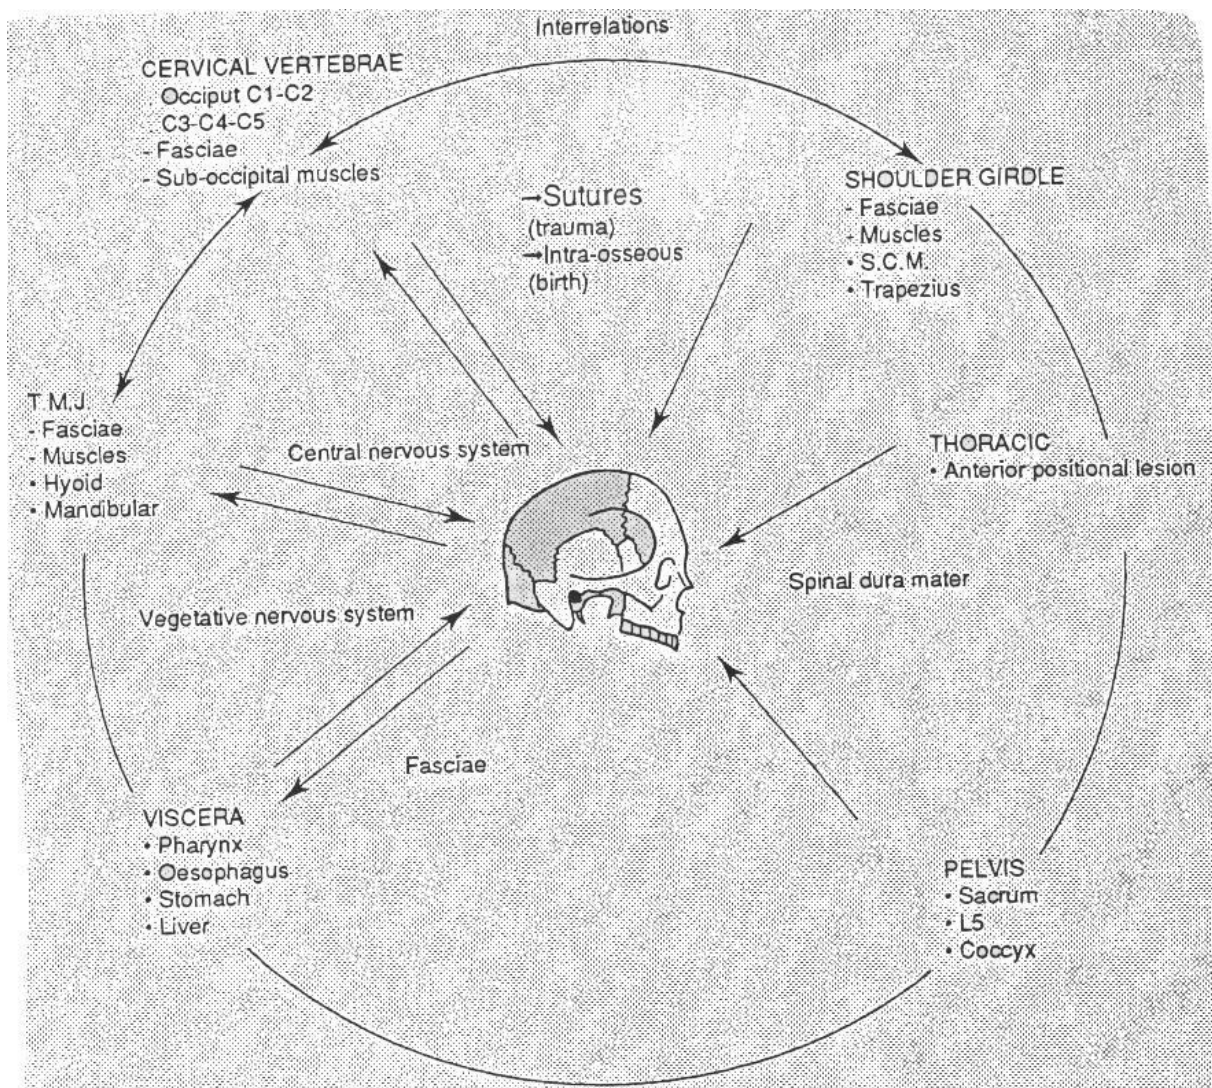 Interrelations
CERVICAL VERTEBRAE
. Occiput C1-C2
. C3-C4-C5
- Fasciae
- Sub-occipital muscles
→Sutures
(trauma)
→Intra-osseous
(birth)
SHOULDER GIRDLE
- Fasciae
- Muscles
• S.C.M.
• Trapezius
T.M.J.
- Fasciae
- Muscles
• Hyoid
• Mandibular
Central nervous system
THORACIC
• Anterior positional lesion
Spinal dura mater
Vegetative nervous system
Fasciae
VISCERA
• Pharynx
• Oesophagus
• Stomach
• Liver
PELVIS
• Sacrum
• L5
• Coccyx